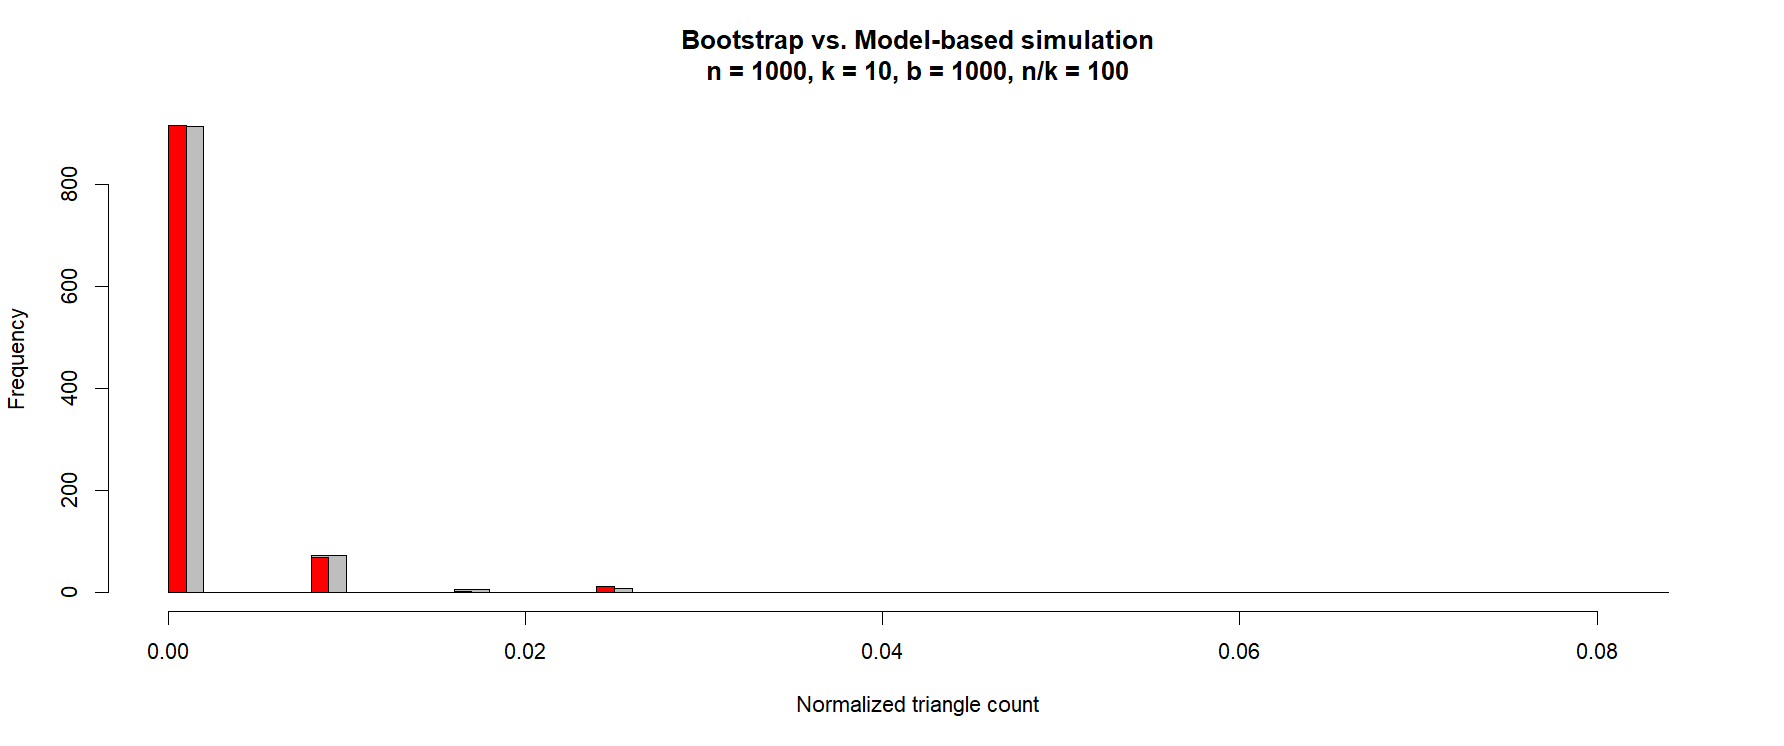 Bootstrap vs. Model-based simulation
n = 1000, k = 10, b = 1000, n/k = 100
Frequency
800
600
400
200
0
0.00 0.02 0.04 0.06 0.08
Normalized triangle count